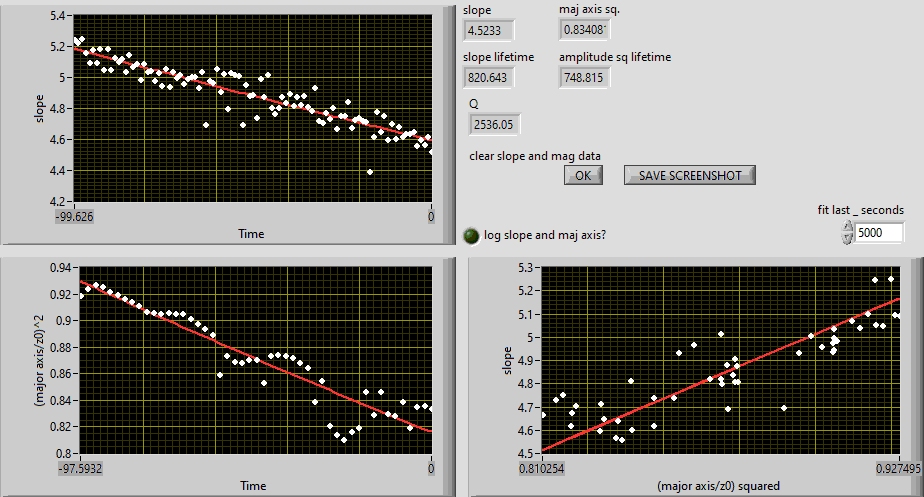 slope
4.5233
maj axis sq.
0.83408
slope lifetime
820.643
amplitude sq lifetime
748.815
Q
2536.05
clear slope and mag data
OK
SAVE SCREENSHOT
fit last _ seconds
5000
log slope and maj axis?
5.4
5.2
5
4.8
4.6
4.4
4.2
slope
-99.626
0
Time
0.94
0.92
0.9
0.88
0.86
0.84
0.82
0.8
(major axis/z0)^2
-97.5932
0
Time
5.3
5.2
5.1
5
4.9
4.8
4.7
4.6
4.5
slope
0.810254
0.927495
(major axis/z0) squared